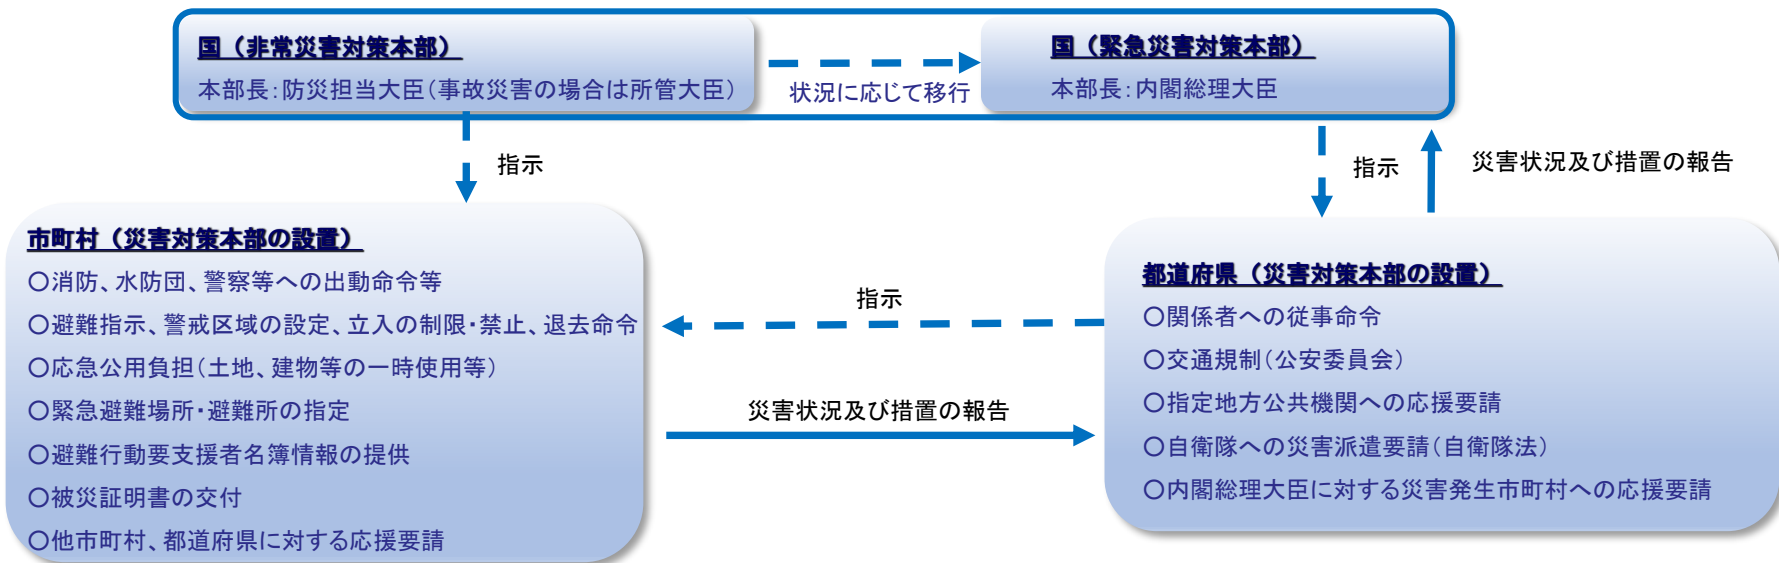 国（非常災害対策本部）
本部長：防災担当大臣（事故災害の場合は所管大臣）
状況に応じて移行
国（緊急災害対策本部）
本部長：内閣総理大臣
指示
指示
災害状況及び措置の報告
市町村（災害対策本部の設置）
○消防、水防団、警察等への出動命令等
○避難指示、警戒区域の設定、立入の制限・禁止、退去命令
○応急公用負担（土地、建物等の一時使用等）
○緊急避難場所・避難所の指定
○避難行動要支援者名簿情報の提供
○被災証明書の交付
○他市町村、都道府県に対する応援要請
指示
災害状況及び措置の報告
都道府県（災害対策本部の設置）
○関係者への従事命令
○交通規制（公安委員会）
○指定地方公共機関への応援要請
○自衛隊への災害派遣要請（自衛隊法）
○内閣総理大臣に対する災害発生市町村への応援要請